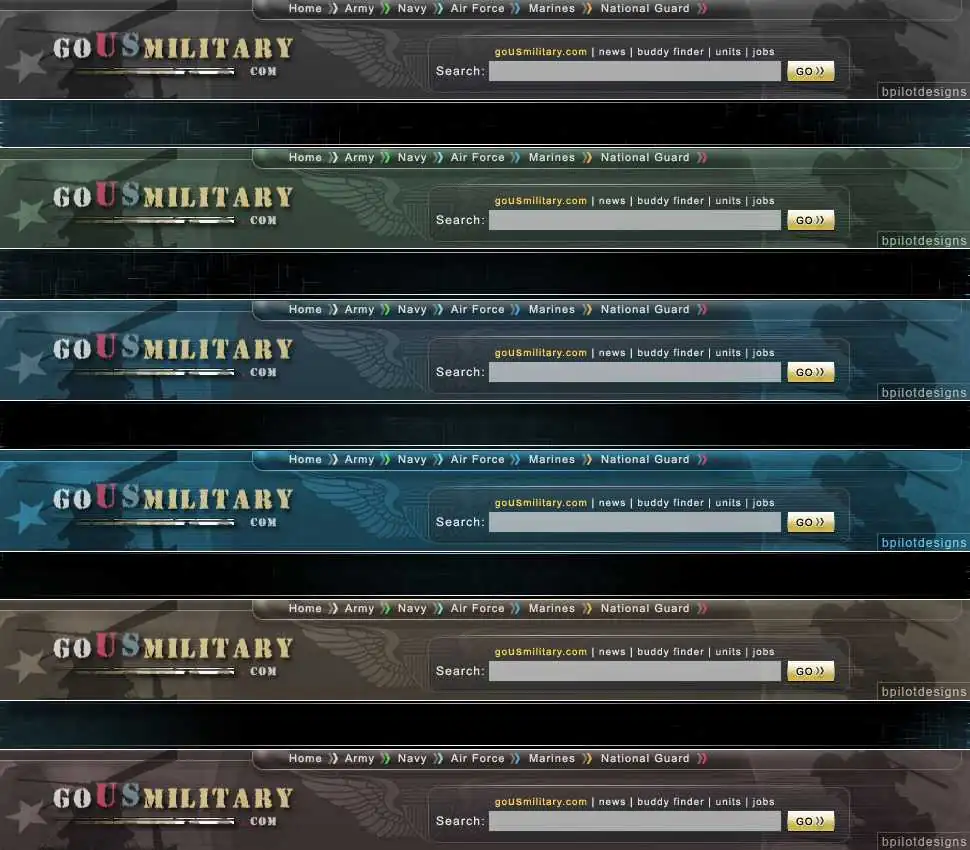 Home Army Navy Air Force Marines National Guard
GOUSMILITARY
COM
goUSmilitary.com | news | buddy finder | units | jobs
Search: GO
bpilotdesigns
Home Army Navy Air Force Marines National Guard
GOUSMILITARY
COM
goUSmilitary.com | news | buddy finder | units | jobs
Search: GO
bpilotdesigns
Home Army Navy Air Force Marines National Guard
GOUSMILITARY
COM
goUSmilitary.com | news | buddy finder | units | jobs
Search: GO
bpilotdesigns
Home Army Navy Air Force Marines National Guard
GOUSMILITARY
COM
goUSmilitary.com | news | buddy finder | units | jobs
Search: GO
bpilotdesigns
Home Army Navy Air Force Marines National Guard
GOUSMILITARY
COM
goUSmilitary.com | news | buddy finder | units | jobs
Search: GO
bpilotdesigns
Home Army Navy Air Force Marines National Guard
GOUSMILITARY
COM
goUSmilitary.com | news | buddy finder | units | jobs
Search: GO
bpilotdesigns